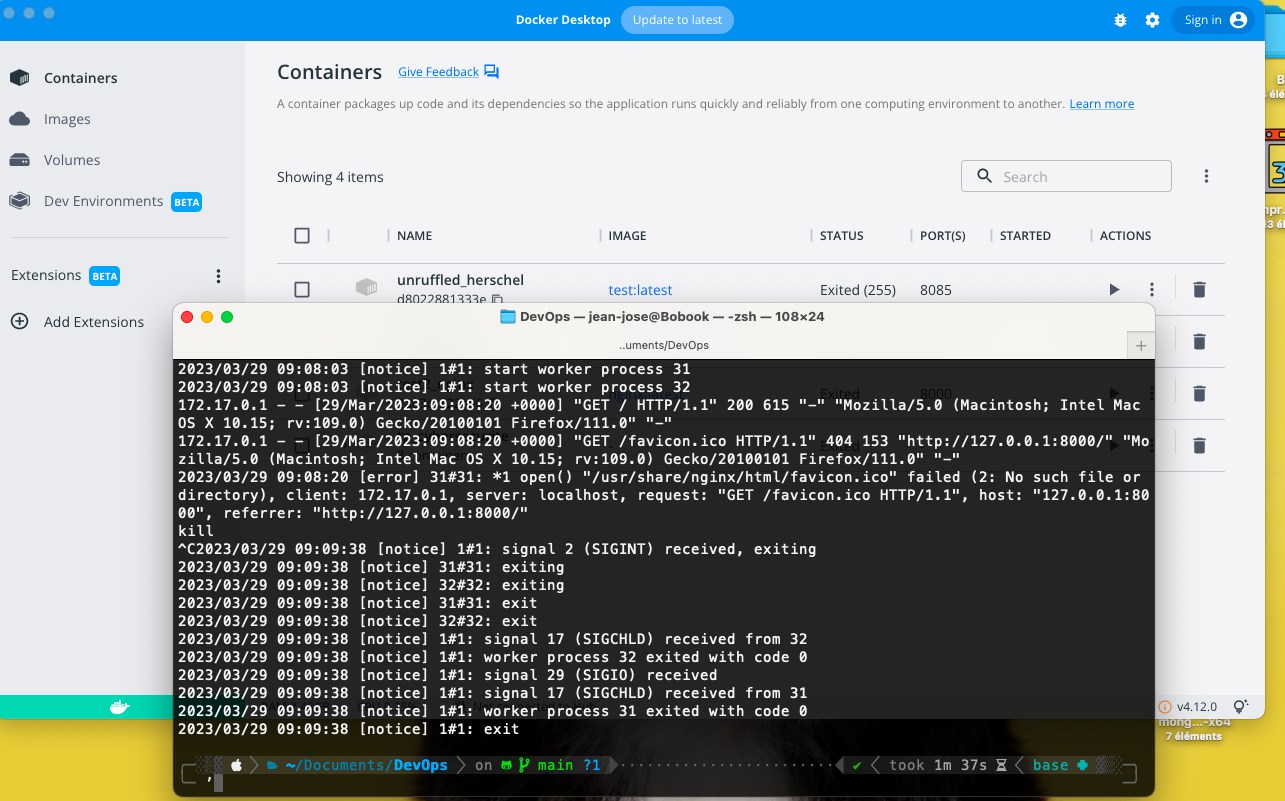 Docker Desktop
Update to latest
Sign in
Containers
Images
Volumes
Dev Environments BETA
Extensions BETA
Add Extensions
Containers Give Feedback
A container packages up code and its dependencies so the application runs quickly and reliably from one computing environment to another. Learn more
Showing 4 items
Search
NAME IMAGE STATUS PORT(S) STARTED ACTIONS
unruffled_herschel
d8022881333e
test:latest Exited (255) 8085
Exited 8000
DevOps — jean-jose@Bobook — -zsh — 108×24
..uments/DevOps
2023/03/29 09:08:03 [notice] 1#1: start worker process 31
2023/03/29 09:08:03 [notice] 1#1: start worker process 32
172.17.0.1 - - [29/Mar/2023:09:08:20 +0000] "GET / HTTP/1.1" 200 615 "-" "Mozilla/5.0 (Macintosh; Intel Mac
OS X 10.15; rv:109.0) Gecko/20100101 Firefox/111.0" "-"
172.17.0.1 - - [29/Mar/2023:09:08:20 +0000] "GET /favicon.ico HTTP/1.1" 404 153 "http://127.0.0.1:8000/" "Mo
zilla/5.0 (Macintosh; Intel Mac OS X 10.15; rv:109.0) Gecko/20100101 Firefox/111.0" "-"
2023/03/29 09:08:20 [error] 31#31: *1 open() "/usr/share/nginx/html/favicon.ico" failed (2: No such file or
directory), client: 172.17.0.1, server: localhost, request: "GET /favicon.ico HTTP/1.1", host: "127.0.0.1:80
00", referrer: "http://127.0.0.1:8000/"
kill
^C2023/03/29 09:09:38 [notice] 1#1: signal 2 (SIGINT) received, exiting
2023/03/29 09:09:38 [notice] 31#31: exiting
2023/03/29 09:09:38 [notice] 32#32: exiting
2023/03/29 09:09:38 [notice] 31#31: exit
2023/03/29 09:09:38 [notice] 32#32: exit
2023/03/29 09:09:38 [notice] 1#1: signal 17 (SIGCHLD) received from 32
2023/03/29 09:09:38 [notice] 1#1: worker process 32 exited with code 0
2023/03/29 09:09:38 [notice] 1#1: signal 29 (SIGIO) received
2023/03/29 09:09:38 [notice] 1#1: signal 17 (SIGCHLD) received from 31
2023/03/29 09:09:38 [notice] 1#1: worker process 31 exited with code 0
2023/03/29 09:09:38 [notice] 1#1: exit
~/Documents/DevOps on main ?1 ✔ took 1m 37s base
v4.12.0
mong...-x64
7 éléments